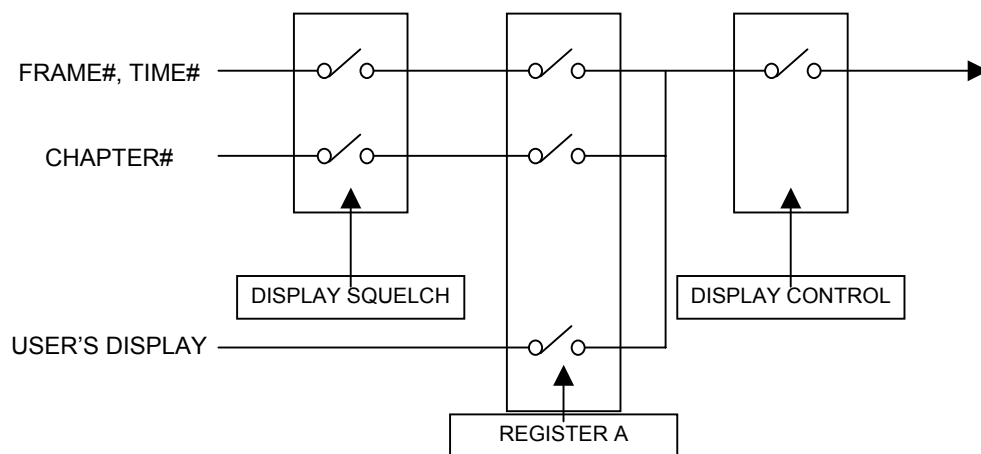 FRAME#, TIME#
CHAPTER#
DISPLAY SQUELCH
DISPLAY CONTROL
USER'S DISPLAY
REGISTER A